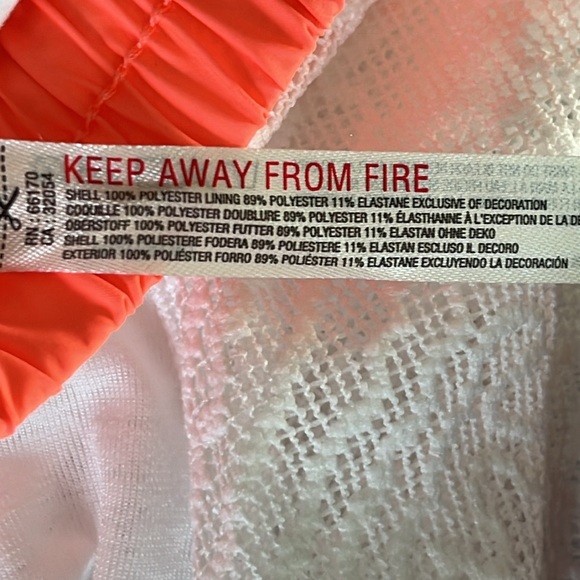 KEEP AWAY FROM FIRE
SHELL 100% POLYESTER LINING 89% POLYESTER 11% ELASTANE EXCLUSIVE OF DECORATION
COQUILLE 100% POLYESTER DOUBLURE 89% POLYESTER 11% ÉLASTHANNE À L'EXCEPTION DE LA DE
OBERSTOFF 100% POLYESTER FUTTER 89% POLYESTER 11% ELASTAN OHNE DEKO
SHELL 100% POLIESTERE FODERA 89% POLIESTERE 11% ELASTAN ESCLUSO IL DECORO
EXTERIOR 100% POLIÉSTER FORRO 89% POLIÉSTER 11% ELASTANE EXCLUYENDO LA DECORACIÓN
RN 66170
CA 32054